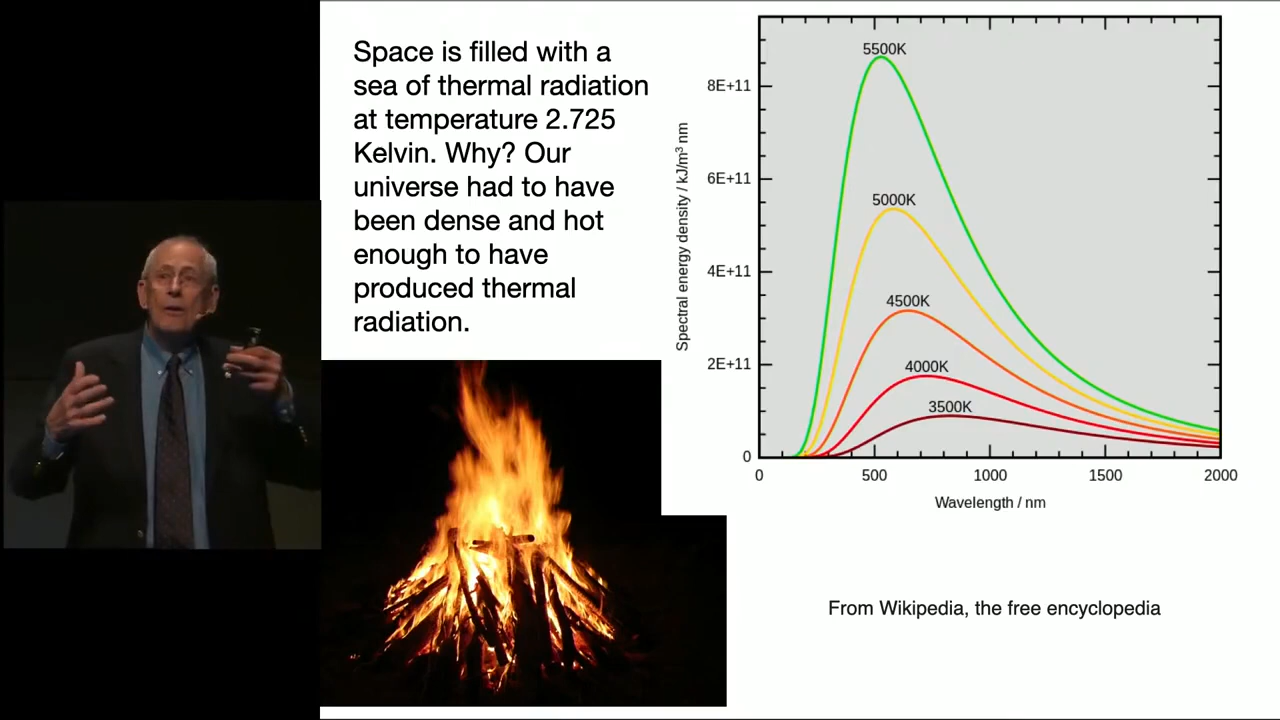 Space is filled with a
sea of thermal radiation
at temperature 2.725
Kelvin. Why? Our
universe had to have
been dense and hot
enough to have
produced thermal
radiation.
5500K
5000K
4500K
4000K
3500K
8E+11
6E+11
4E+11
2E+11
0
Spectral energy density / kJ/m³ nm
0 500 1000 1500 2000
Wavelength / nm
From Wikipedia, the free encyclopedia